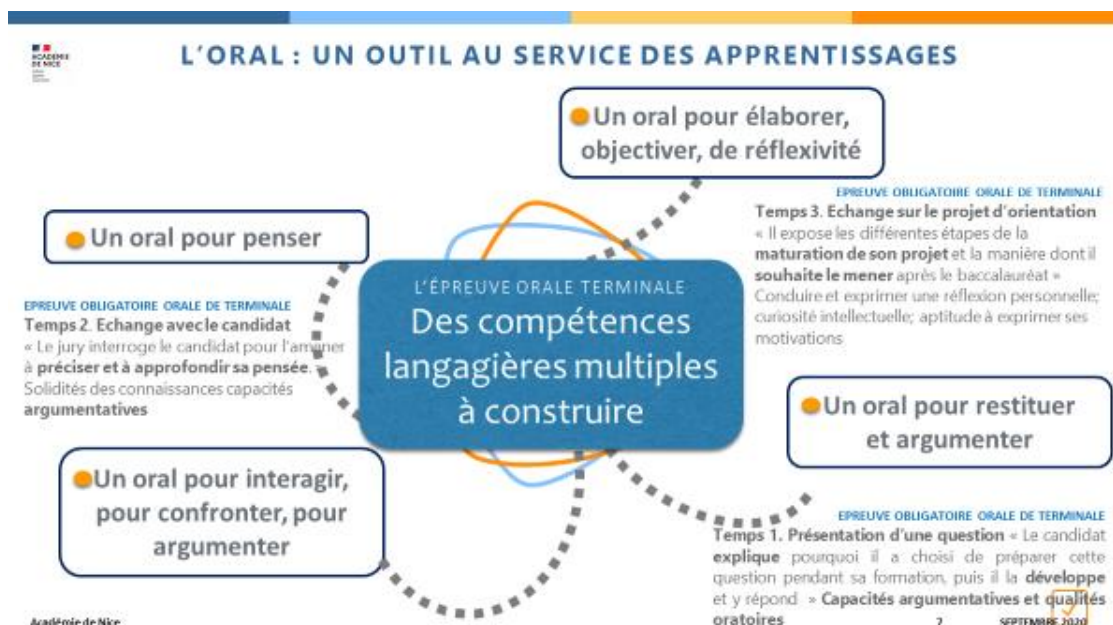 ACADÉMIE
DE NICE
L'ORAL : UN OUTIL AU SERVICE DES APPRENTISSAGES
Un oral pour élaborer,
objectiver, de réflexivité
EPREUVE OBLIGATOIRE ORALE DE TERMINALE
Temps 3. Echange sur le projet d'orientation
« Il expose les différentes étapes de la
maturation de son projet et la manière dont il
souhaite le mener après le baccalauréat »
Conduire et exprimer une réflexion personnelle;
curiosité intellectuelle; aptitude à exprimer ses
motivations
Un oral pour penser
EPREUVE OBLIGATOIRE ORALE DE TERMINALE
Temps 2. Echange avec le candidat
« Le jury interroge le candidat pour l'amener
à préciser et à approfondir sa pensée.
Solidités des connaissances capacités
argumentatives
L'ÉPREUVE ORALE TERMINALE
Des compétences
langagières multiples
à construire
Un oral pour restituer
et argumenter
Un oral pour interagir,
pour confronter, pour
argumenter
EPREUVE OBLIGATOIRE ORALE DE TERMINALE
Temps 1. Présentation d'une question « Le candidat
explique pourquoi il a choisi de préparer cette
question pendant sa formation, puis il la développe
et y répond » Capacités argumentatives et qualités
oratoires
Académie de Nice
2
SEPTEMBRE 2020